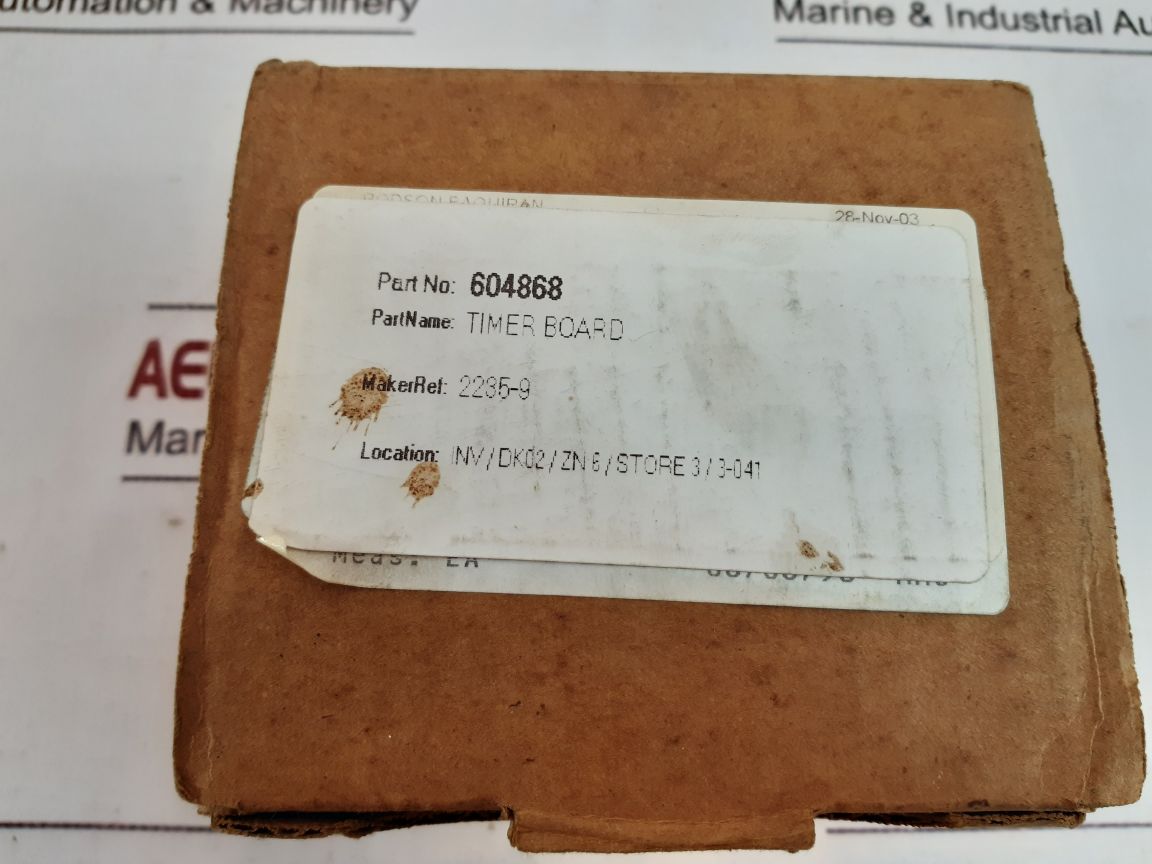 utomation & Machinery
Marine & Industrial Au
28-Nov-03
Part No: 604868
PartName: TIMER BOARD
MakerRef: 2235-9
Location: INV / DK02 / ZN 6 / STORE 3 / 3-041
AE
Mar
Meas. EA